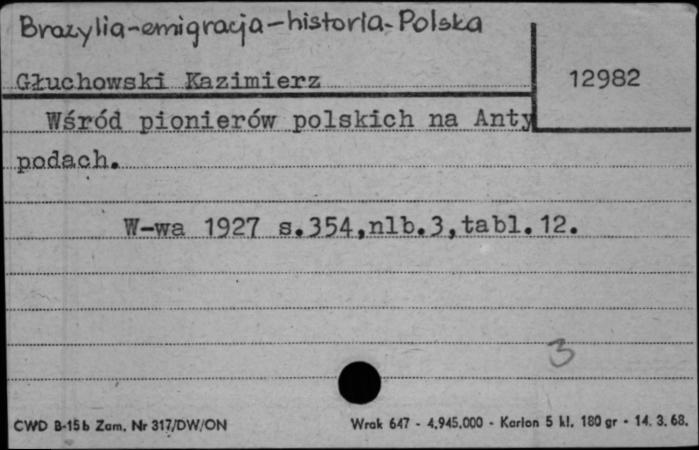 Brazylia-emigracja-historia-Polska
Głuchowski Kazimierz
12982
Wśród pionierów polskich na Anty
podach.
W-wa 1927 s.354,nlb.3,tabl.12.
3
CWD B-15b Zam. Nr 317/DW/ON
Wrak 647 - 4.945.000 - Karton 5 kl. 180 gr - 14. 3. 68.